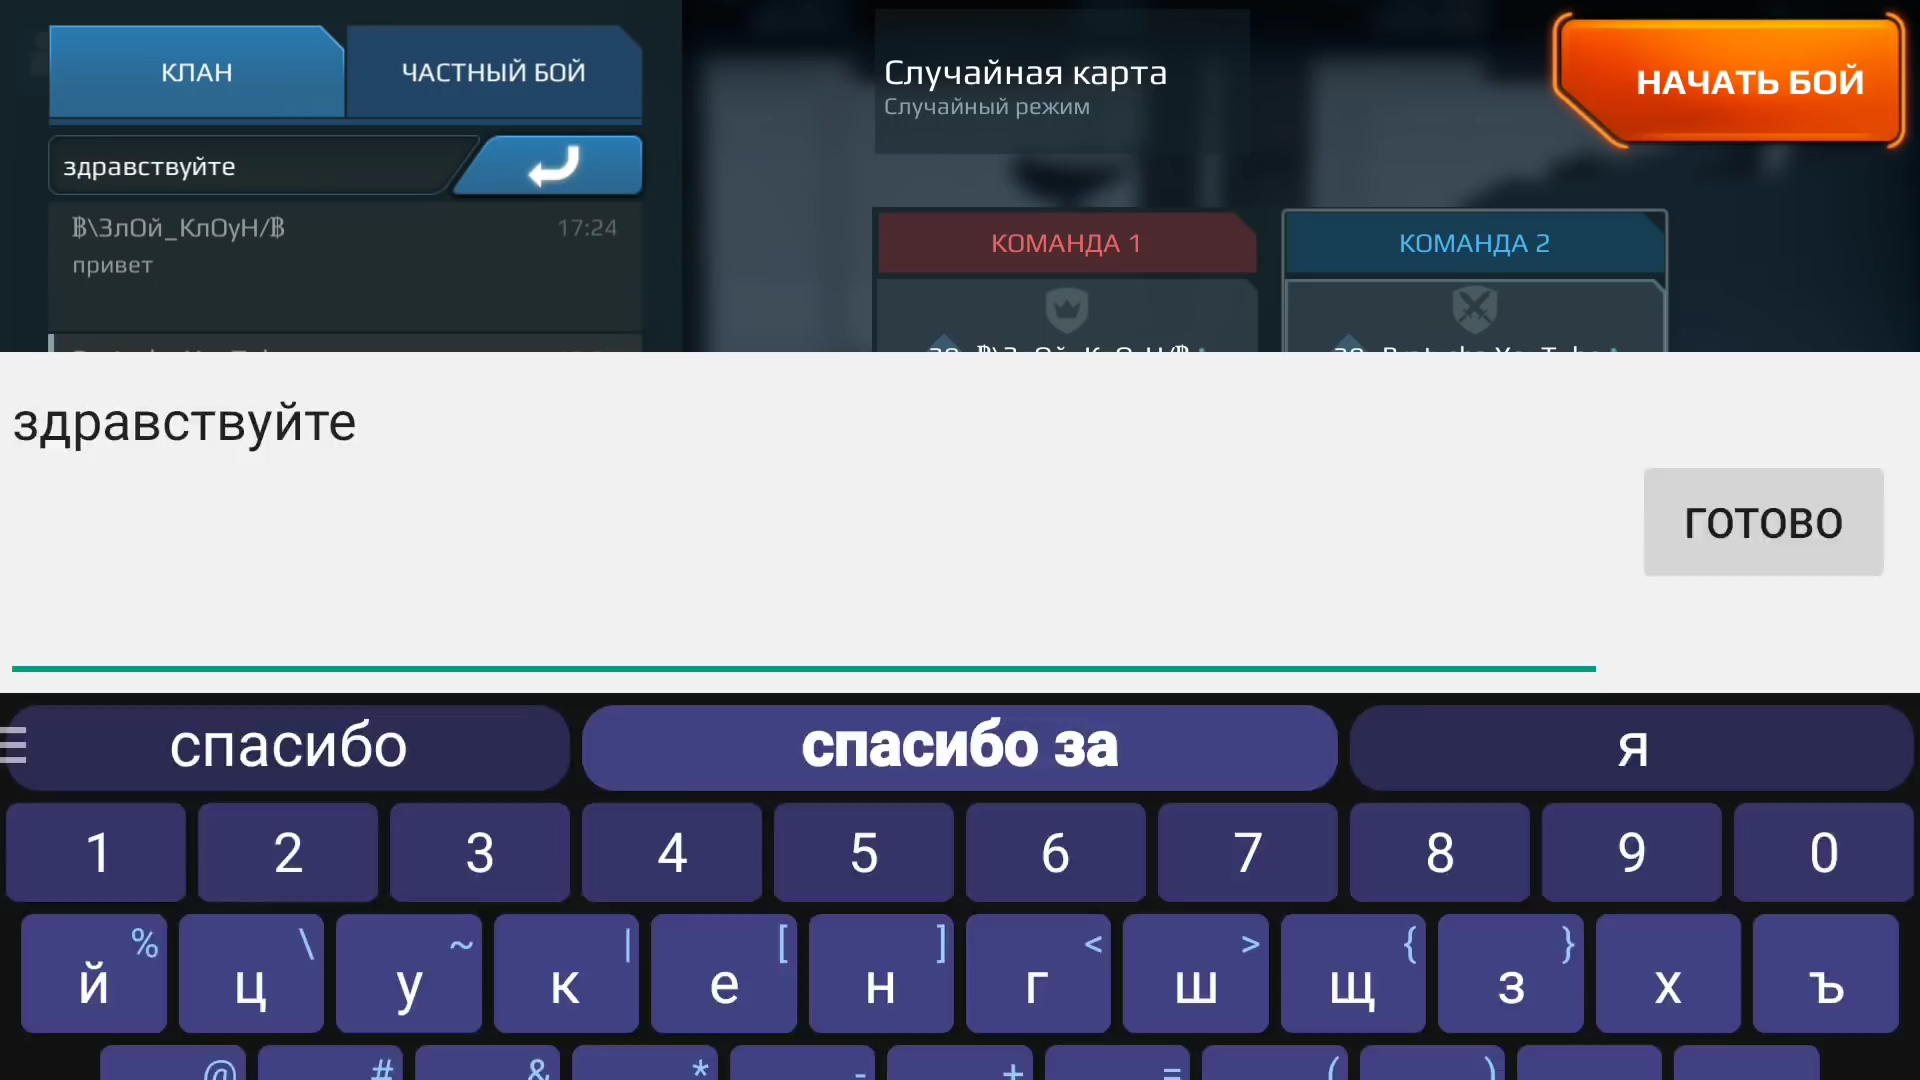 КЛАН
ЧАСТНЫЙ БОЙ
здравствуйте
฿\ЗлОй_КлОуН/฿
17:24
привет
Случайная карта
Случайный режим
НАЧАТЬ БОЙ
КОМАНДА 1
КОМАНДА 2
здравствуйте
ГОТОВО
спасибо
спасибо за
я
1 2 3 4 5 6 7 8 9 0
% \ ~ | [ ] < > { }
й ц у к е н г ш щ з х ъ
@ # & * - + = ( )